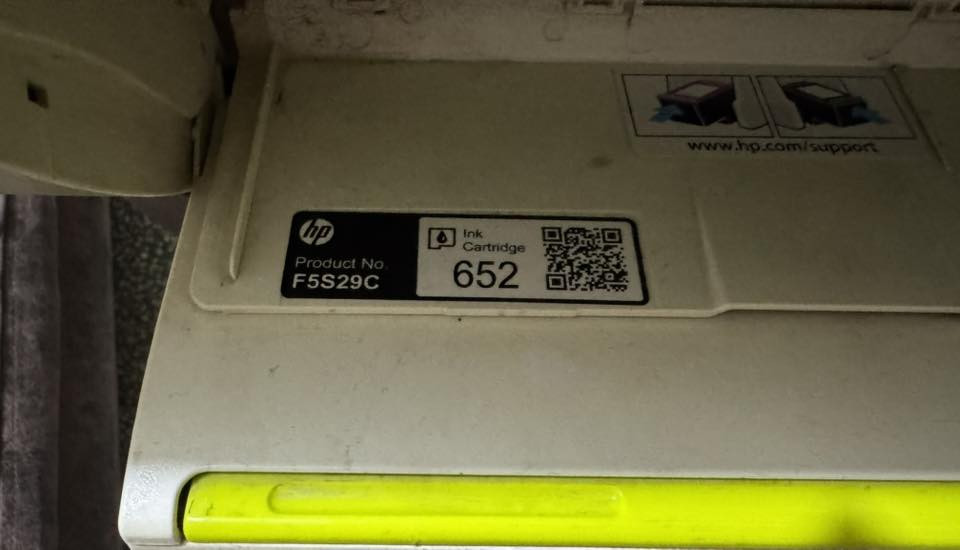 www.hp.com/support
hp
Product No.
F5S29C
Ink
Cartridge
652